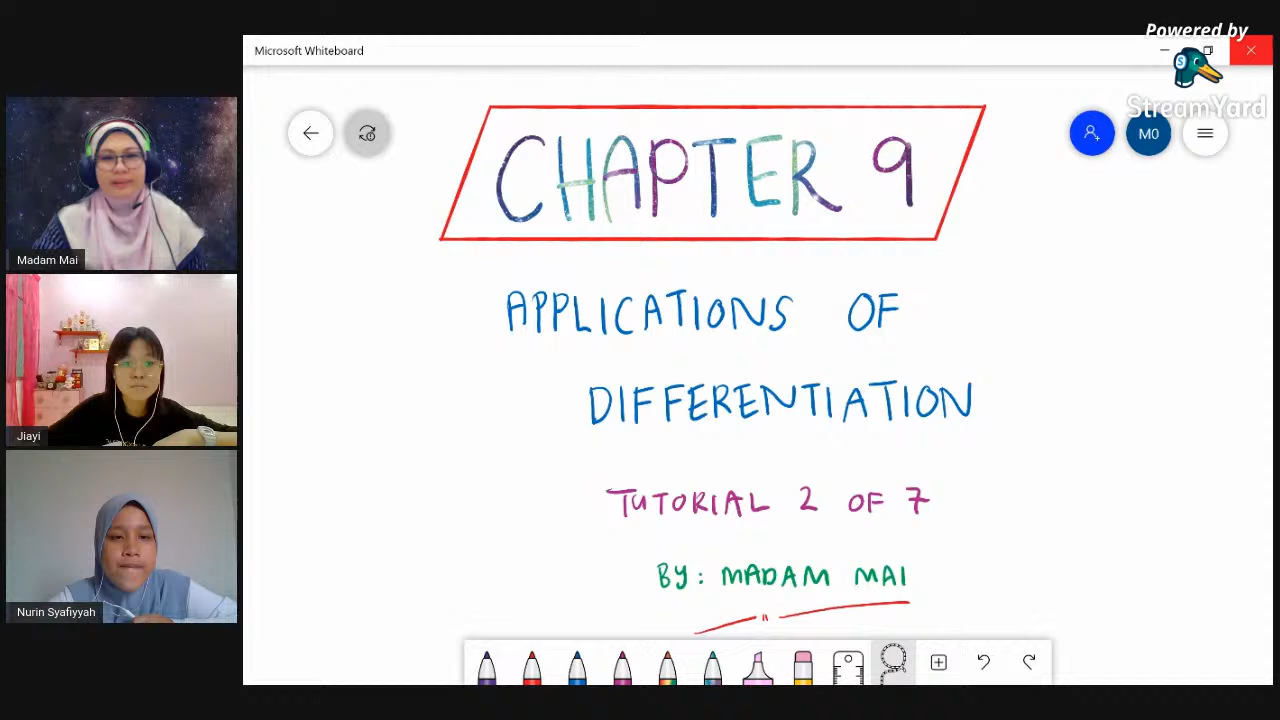 Powered by
StreamYard
Microsoft Whiteboard
M0
CHAPTER 9
APPLICATIONS OF
DIFFERENTIATION
TUTORIAL 2 OF 7
BY: MADAM MAI
Madam Mai
Jiayi
Nurin Syafiyyah